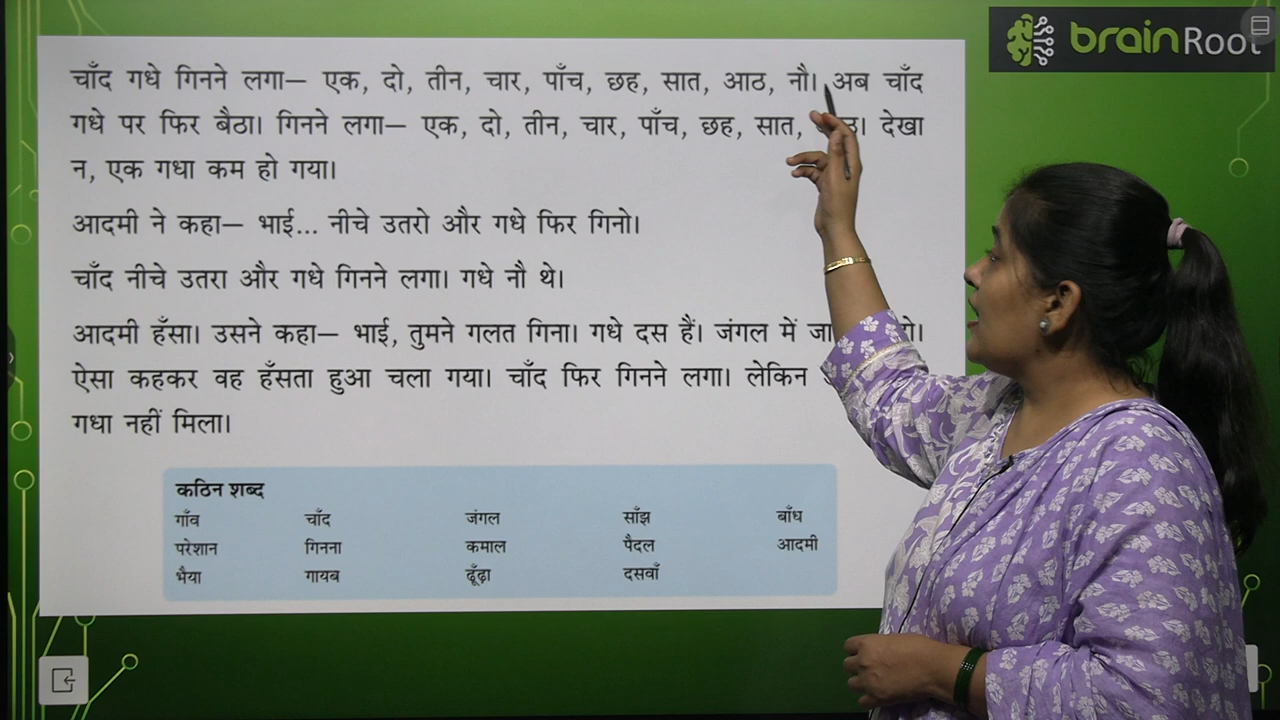 brainRoot
चाँद गधे गिनने लगा— एक, दो, तीन, चार, पाँच, छह, सात, आठ, नौ। अब चाँद
गधे पर फिर बैठा। गिनने लगा— एक, दो, तीन, चार, पाँच, छह, सात, देखा
न, एक गधा कम हो गया।
आदमी ने कहा— भाई... नीचे उतरो और गधे फिर गिनो।
चाँद नीचे उतरा और गधे गिनने लगा। गधे नौ थे।
आदमी हँसा। उसने कहा— भाई, तुमने गलत गिना। गधे दस हैं। जंगल में
ऐसा कहकर वह हँसता हुआ चला गया। चाँद फिर गिनने लगा। लेकिन
गधा नहीं मिला।
कठिन शब्द
गाँव चाँद जंगल साँझ बाँध
परेशान गिनना कमाल पैदल आदमी
भैया गायब ढूँढ़ा दसवाँ